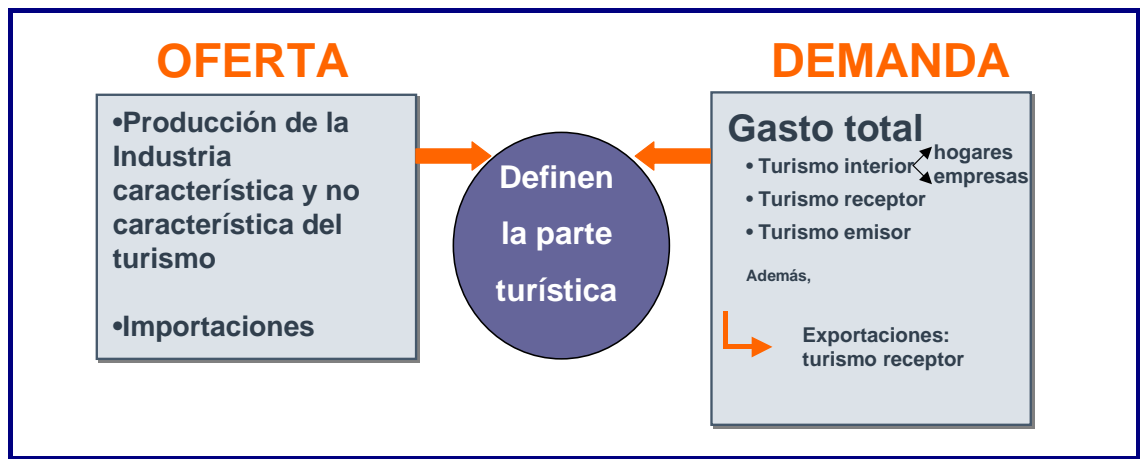 OFERTA
•Producción de la
Industria
característica y no
característica del
turismo
•Importaciones
Definen
la parte
turística
DEMANDA
Gasto total
• Turismo interior
hogares
empresas
• Turismo receptor
• Turismo emisor
Además,
Exportaciones:
turismo receptor